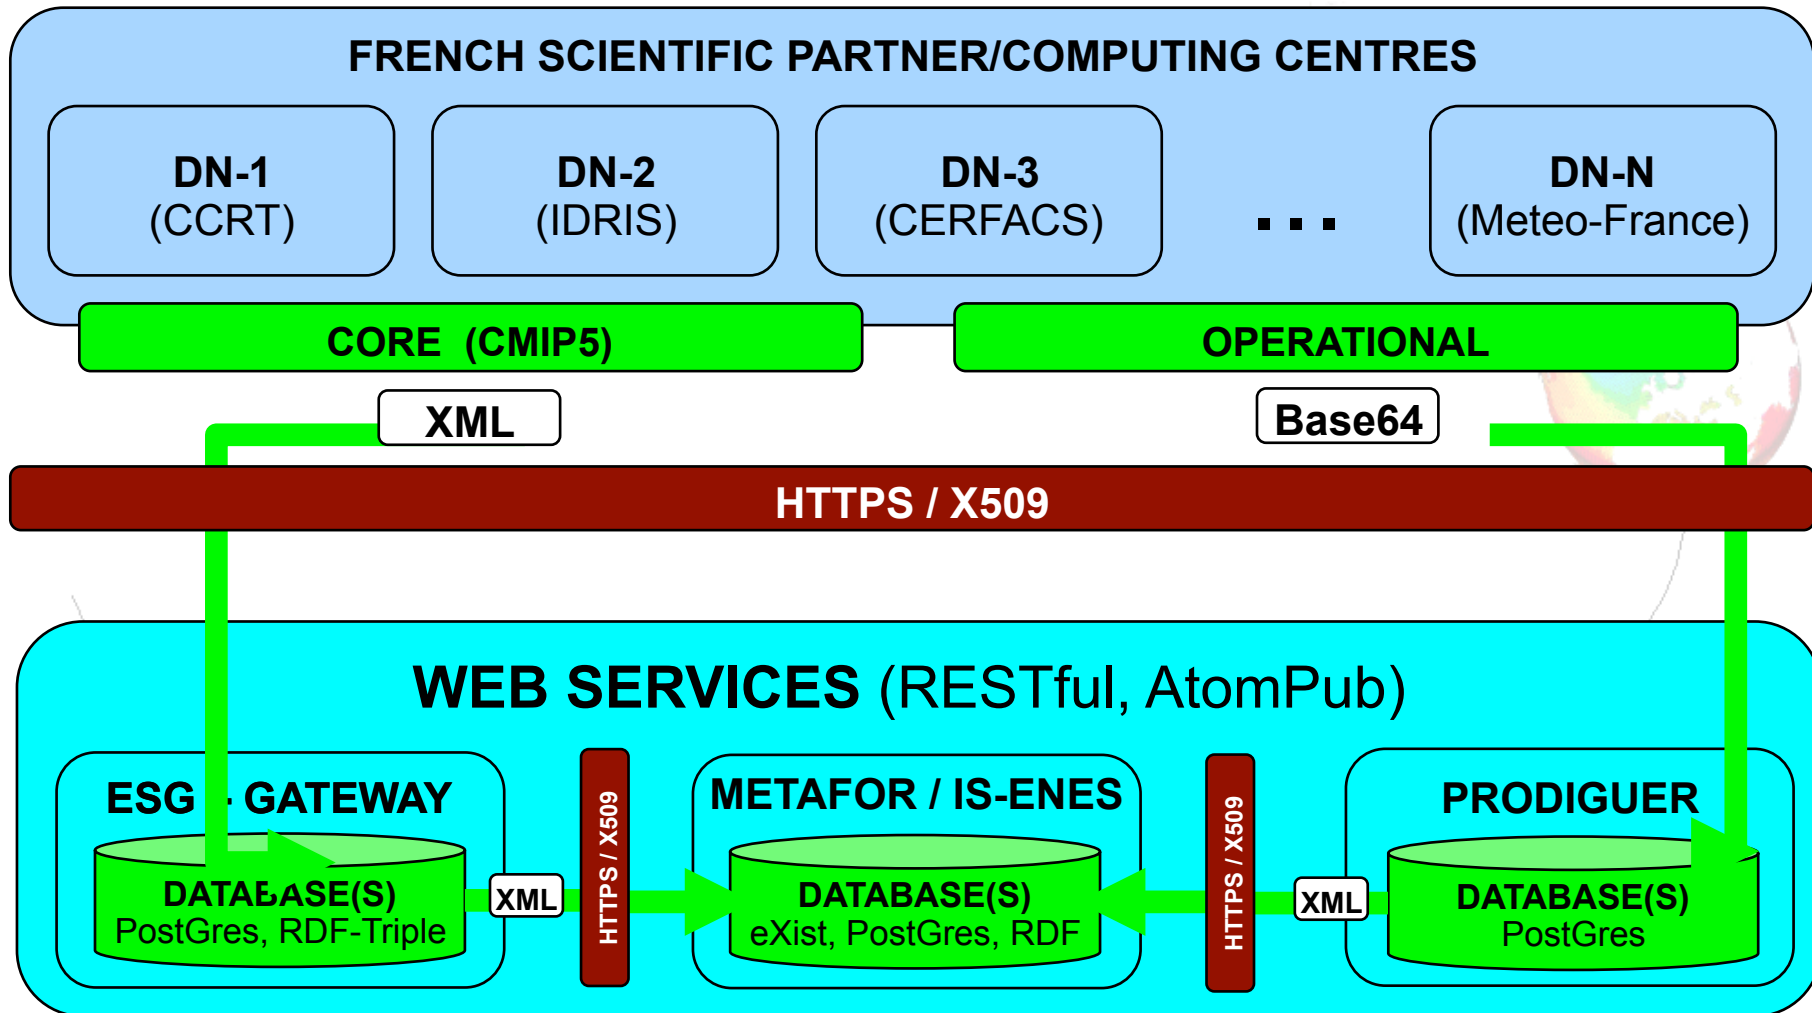 FRENCH SCIENTIFIC PARTNER/COMPUTING CENTRES
DN-1
(CCRT)
DN-2
(IDRIS)
DN-3
(CERFACS)
...
DN-N
(Meteo-France)
CORE (CMIP5)
OPERATIONAL
XML
Base64
HTTPS / X509
WEB SERVICES (RESTful, AtomPub)
ESG - GATEWAY
DATABASE(S)
PostGres, RDF-Triple
XML
HTTPS / X509
METAFOR / IS-ENES
DATABASE(S)
eXist, PostGres, RDF
HTTPS / X509
XML
PRODIGUER
DATABASE(S)
PostGres